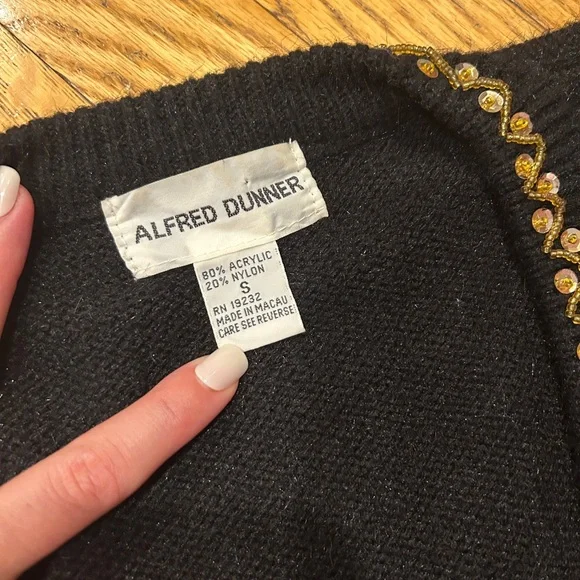 ALFRED DUNNER
80% ACRYLIC
20% NYLON
S
RN 19232
MADE IN MACAU
CARE SEE REVERSE